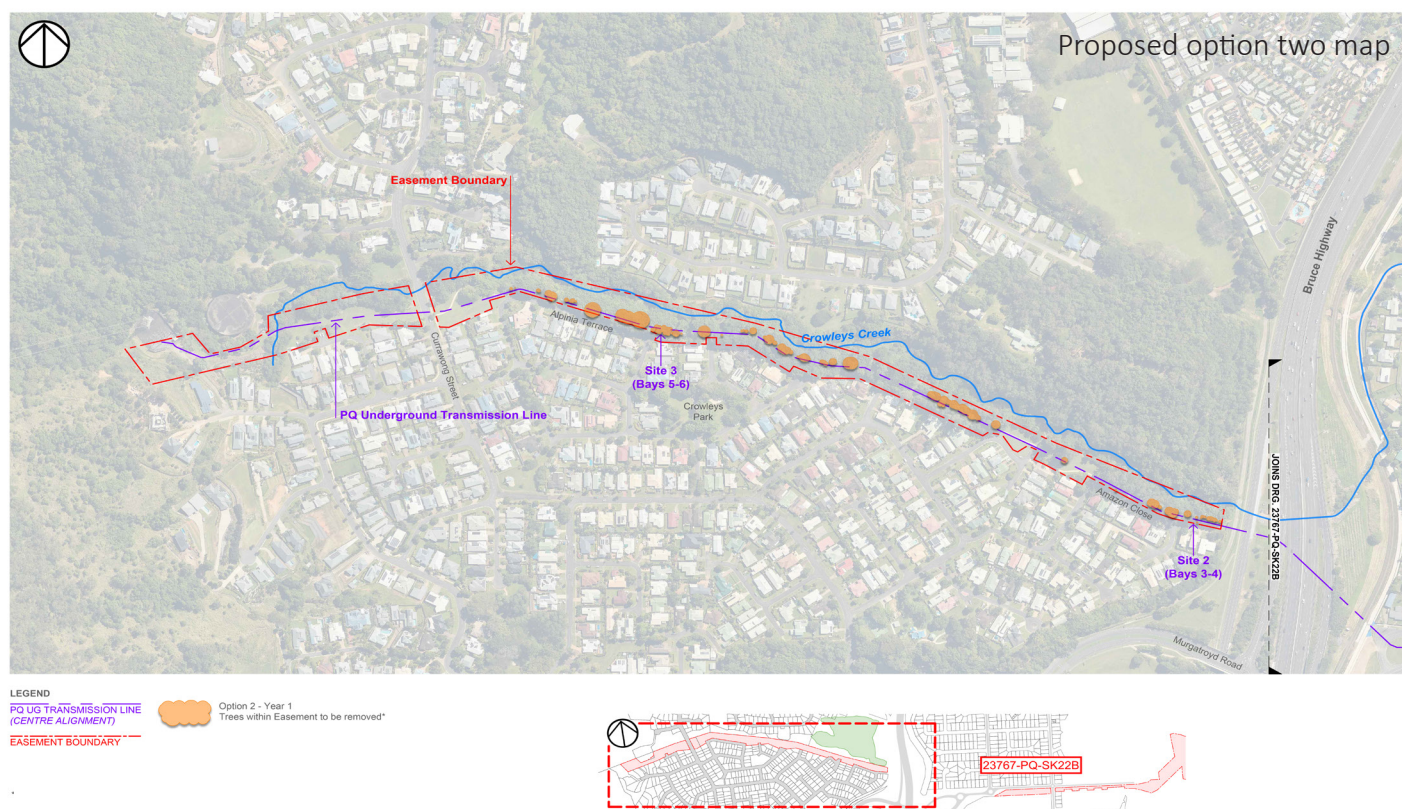 Proposed option two map
Easement Boundary
Bruce Highway
Crowleys Creek
Alpinia Terrace
Currawong Street
Site 3
(Bays 5-6)
Crowleys
Park
PQ Underground Transmission Line
Amazon Close
JOINS DRG. 23767-PQ-SK22B
Site 2
(Bays 3-4)
Murgatroyd Road
LEGEND
PQ UG TRANSMISSION LINE
(CENTRE ALIGNMENT)
EASEMENT BOUNDARY
Option 2 - Year 1
Trees within Easement to be removed*
*
23767-PQ-SK22B